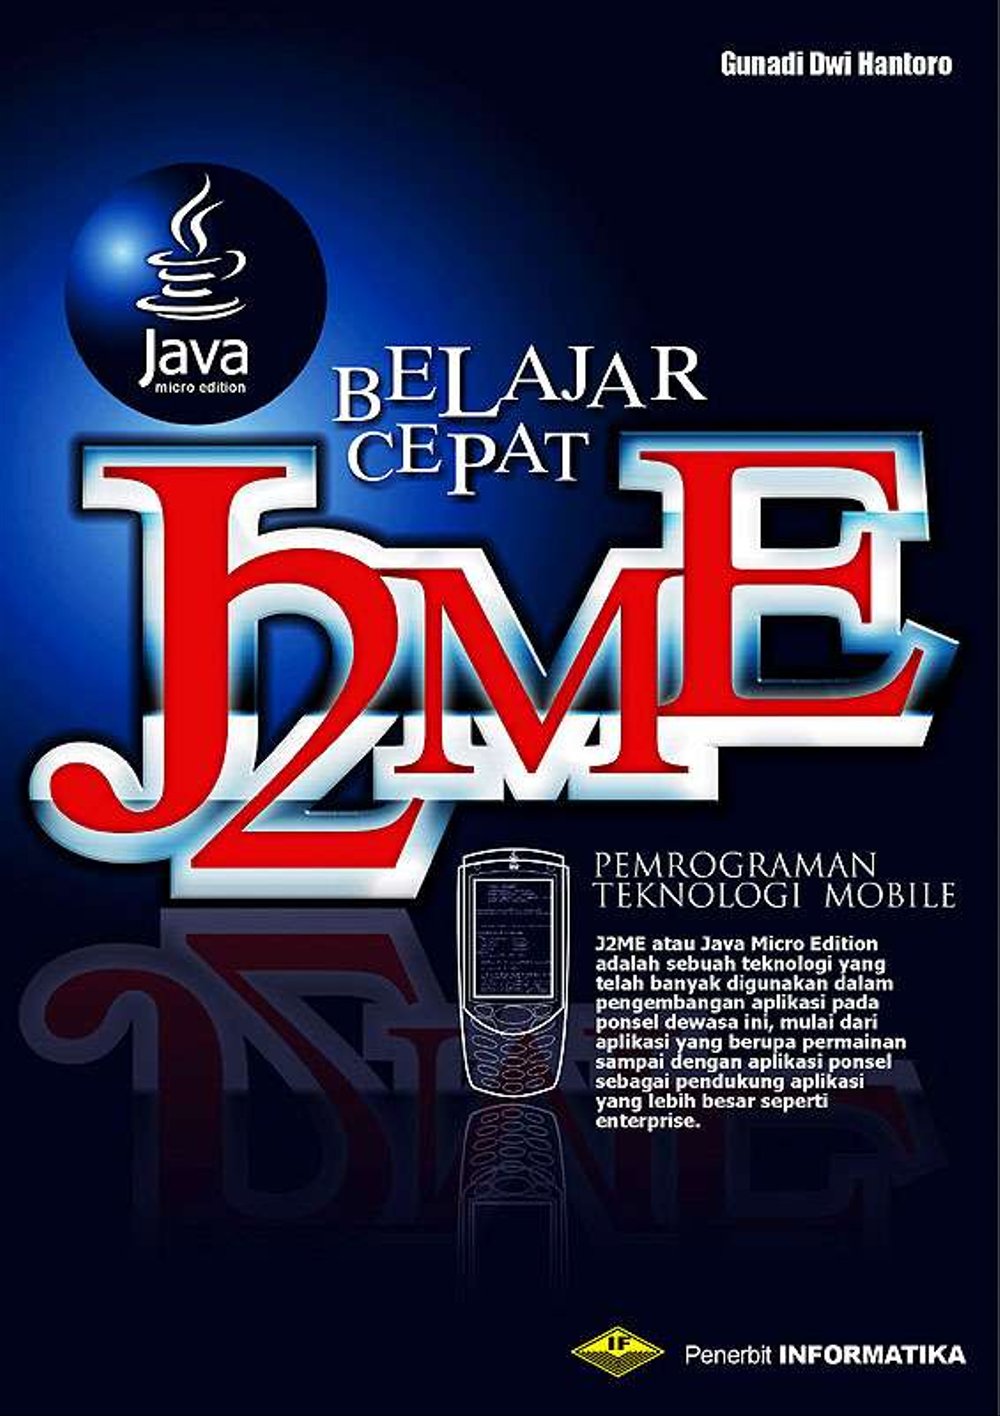 Gunadi Dwi Hantoro
Java
micro edition
BELAJAR
CEPAT
J2ME
PEMROGRAMAN
TEKNOLOGI MOBILE
J2ME atau Java Micro Edition
adalah sebuah teknologi yang
telah banyak digunakan dalam
pengembangan aplikasi pada
ponsel dewasa ini, mulai dari
aplikasi yang berupa permainan
sampai dengan aplikasi ponsel
sebagai pendukung aplikasi
yang lebih besar seperti
enterprise.
IF
Penerbit INFORMATIKA